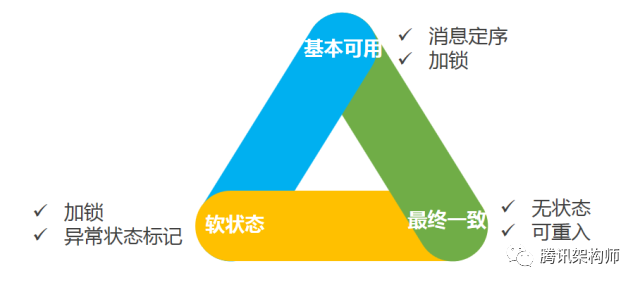 基本可用
消息定序
加锁
加锁
异常状态标记
软状态
最终一致
无状态
可重入
腾讯架构师